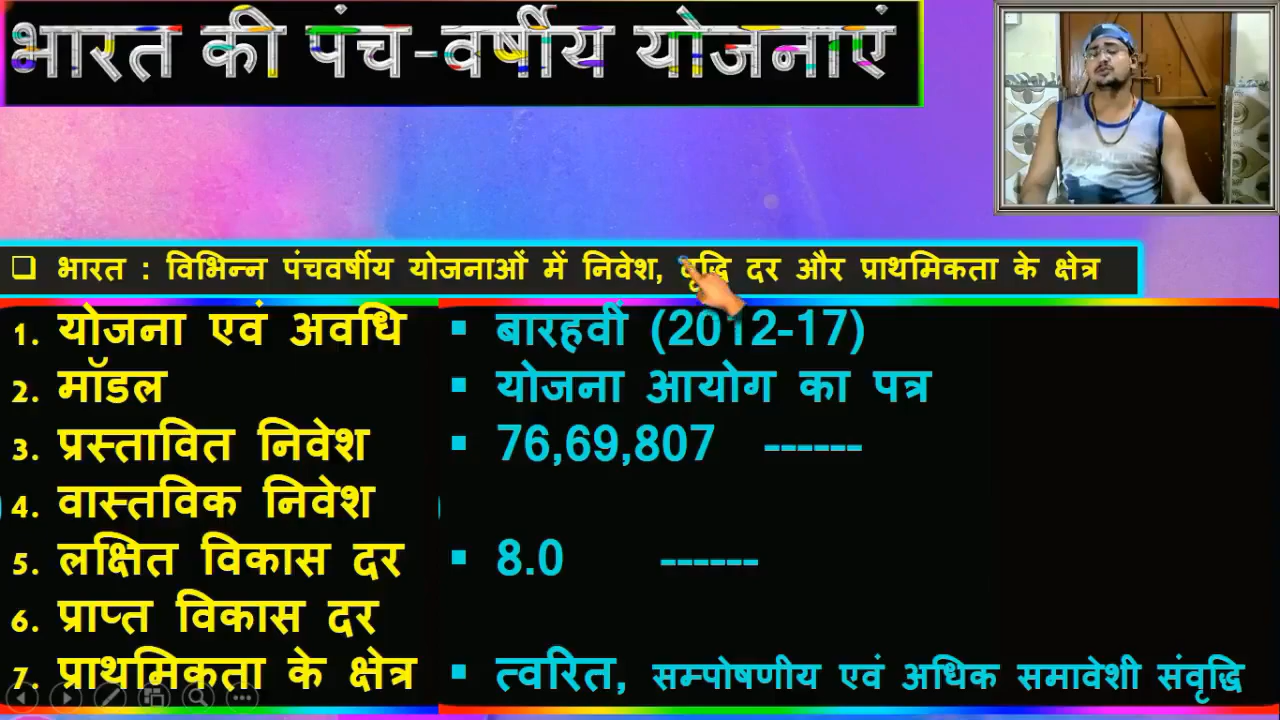 भारत की पंच-वर्षीय योजनाएं
❑ भारत : विभिन्न पंचवर्षीय योजनाओं में निवेश, वृद्धि दर और प्राथमिकता के क्षेत्र
1. योजना एवं अवधि ▪ बारहवीं (2012-17)
2. मॉडल ▪ योजना आयोग का पत्र
3. प्रस्तावित निवेश ▪ 76,69,807 ------
4. वास्तविक निवेश
5. लक्षित विकास दर ▪ 8.0 ------
6. प्राप्त विकास दर
7. प्राथमिकता के क्षेत्र ▪ त्वरित, सम्पोषणीय एवं अधिक समावेशी संवृद्धि